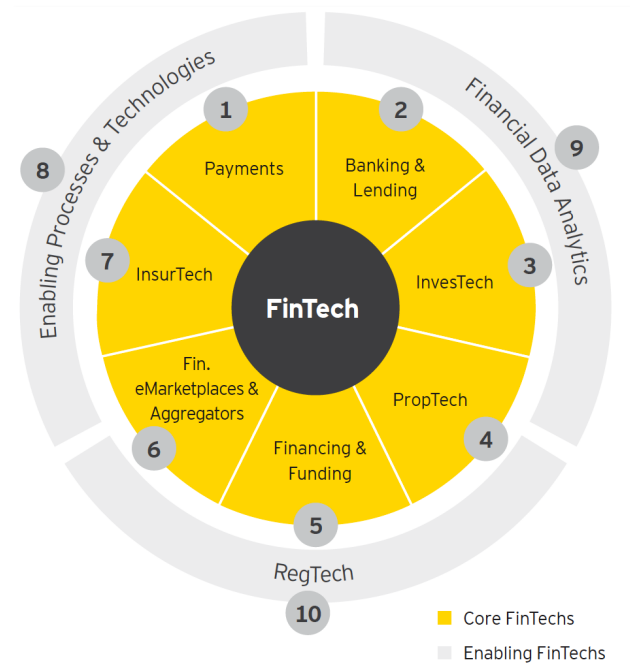 1
Payments
2
Banking &
Lending
3
InvesTech
4
PropTech
5
Financing &
Funding
6
Fin.
eMarketplaces &
Aggregators
7
InsurTech
FinTech
8
Enabling Processes & Technologies
9
Financial Data Analytics
10
RegTech
Core FinTechs
Enabling FinTechs